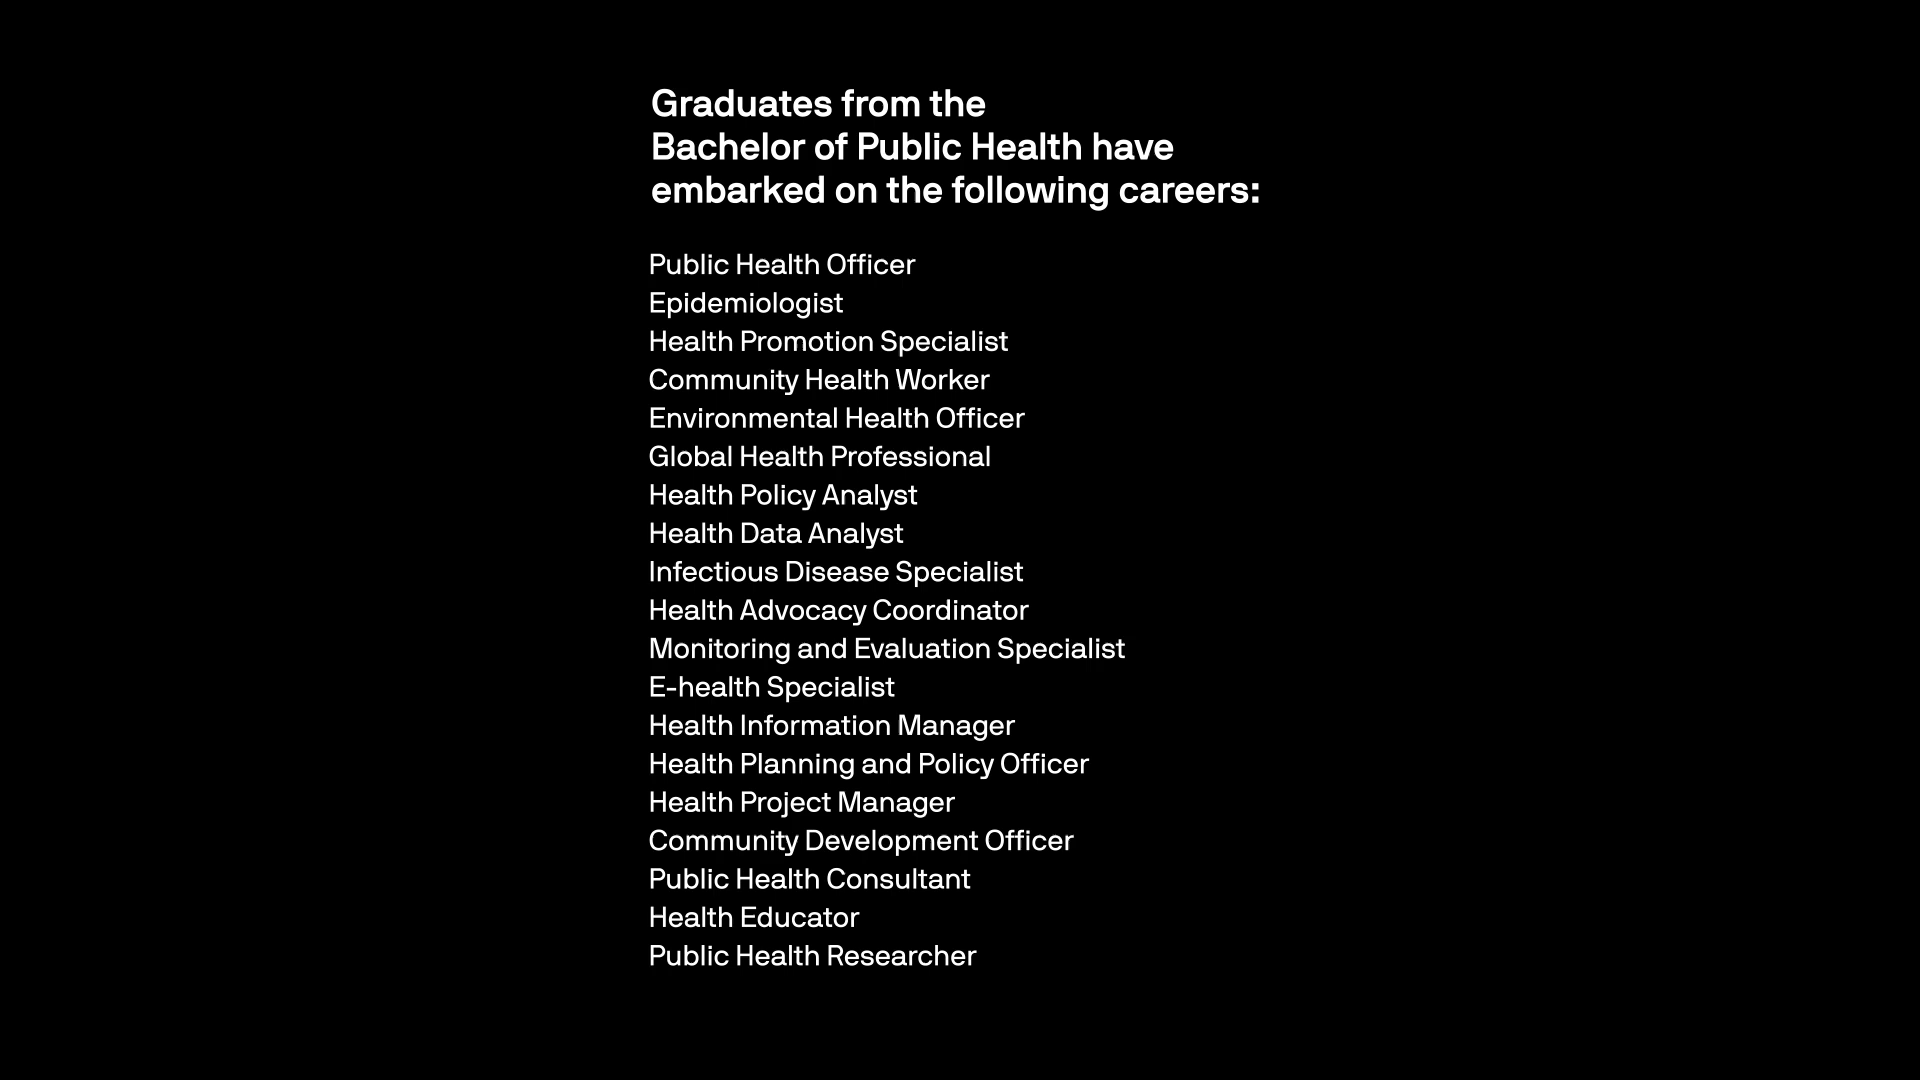 Graduates from the
Bachelor of Public Health have
embarked on the following careers:
Public Health Officer
Epidemiologist
Health Promotion Specialist
Community Health Worker
Environmental Health Officer
Global Health Professional
Health Policy Analyst
Health Data Analyst
Infectious Disease Specialist
Health Advocacy Coordinator
Monitoring and Evaluation Specialist
E-health Specialist
Health Information Manager
Health Planning and Policy Officer
Health Project Manager
Community Development Officer
Public Health Consultant
Health Educator
Public Health Researcher